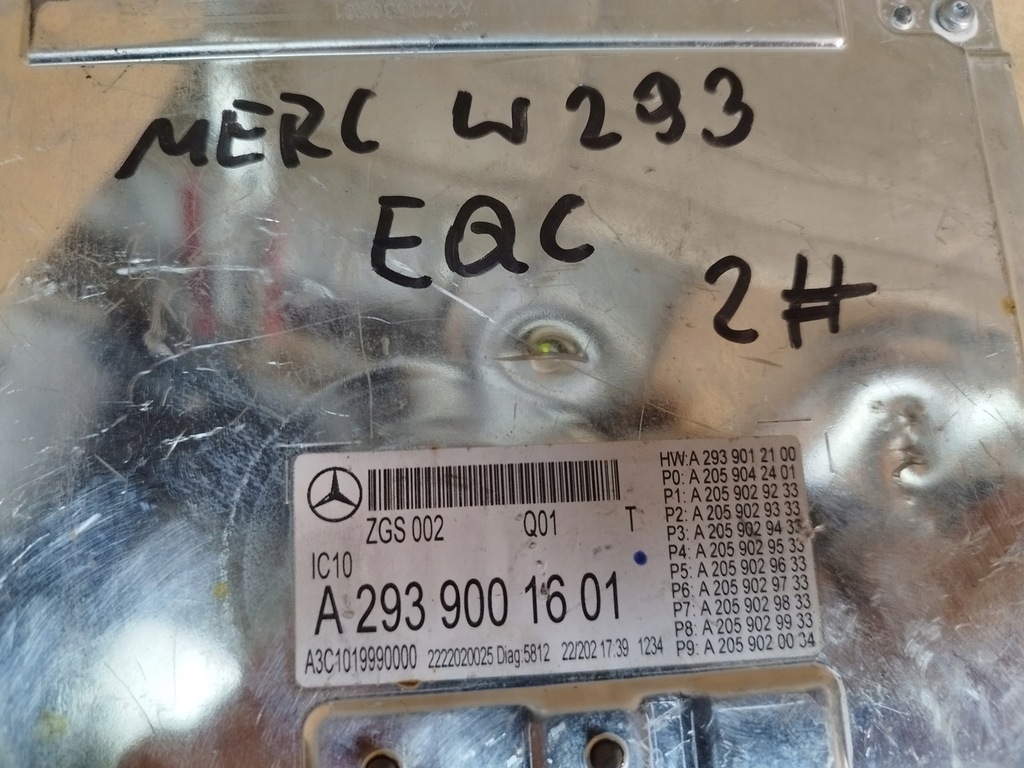 MERC W293
EQC
2#
ZGS 002 Q01 T
IC10
A 293 900 16 01
A3C1019990000 2222020025 Diag:5812 22/202 17:39 1234
HW:A 293 901 21 00
P0: A 205 904 24 01
P1: A 205 902 92 33
P2: A 205 902 93 33
P3: A 205 902 94 33
P4: A 205 902 95 33
P5: A 205 902 96 33
P6: A 205 902 97 33
P7: A 205 902 98 33
P8: A 205 902 99 33
P9: A 205 902 00 34